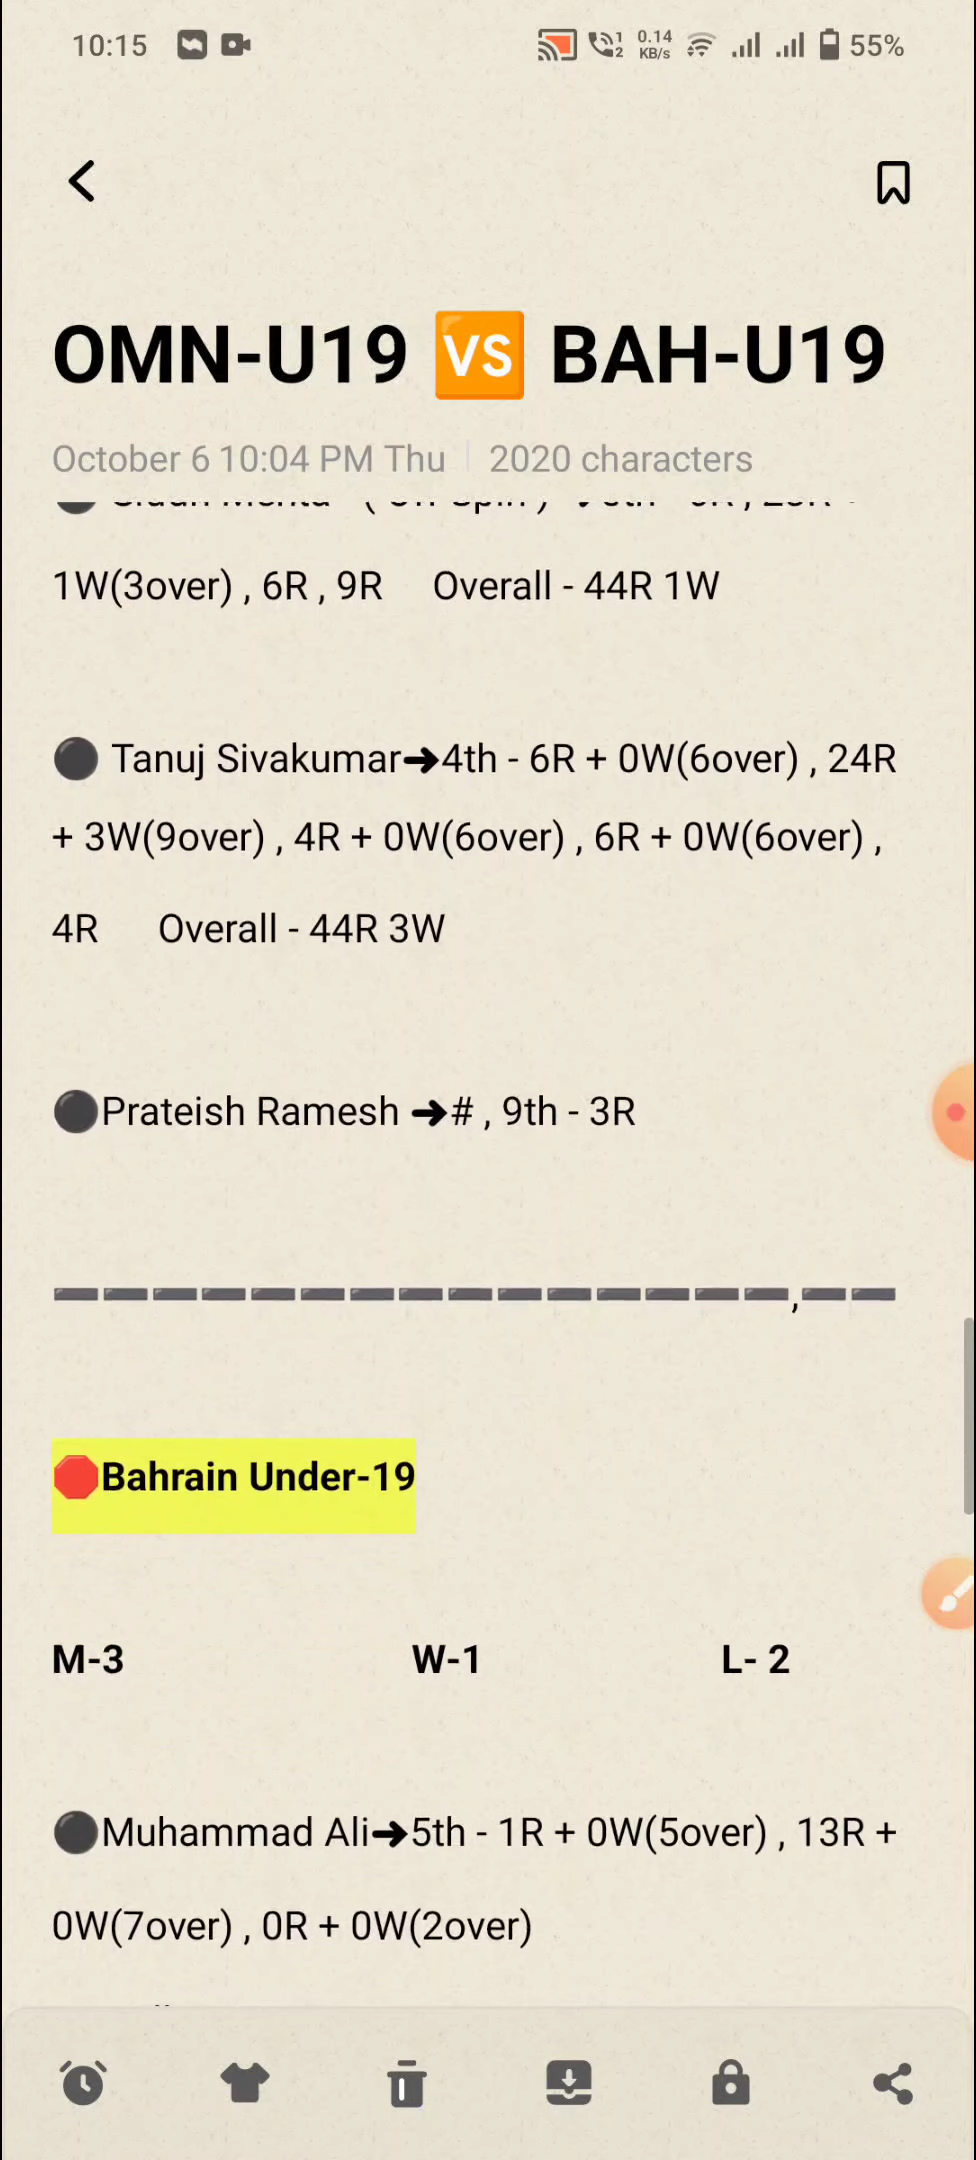 10:15 1 2 0.14 KB/s 55%
OMN-U19 🆚 BAH-U19
October 6 10:04 PM Thu | 2020 characters
1W(3over) , 6R , 9R Overall - 44R 1W
⚫ Tanuj Sivakumar➜4th - 6R + 0W(6over) , 24R
+ 3W(9over) , 4R + 0W(6over) , 6R + 0W(6over) ,
4R Overall - 44R 3W
⚫Prateish Ramesh ➜# , 9th - 3R
➖➖➖➖➖➖➖➖➖➖➖➖➖➖➖,➖➖
🛑Bahrain Under-19
M-3 W-1 L- 2
⚫Muhammad Ali➜5th - 1R + 0W(5over) , 13R +
0W(7over) , 0R + 0W(2over)